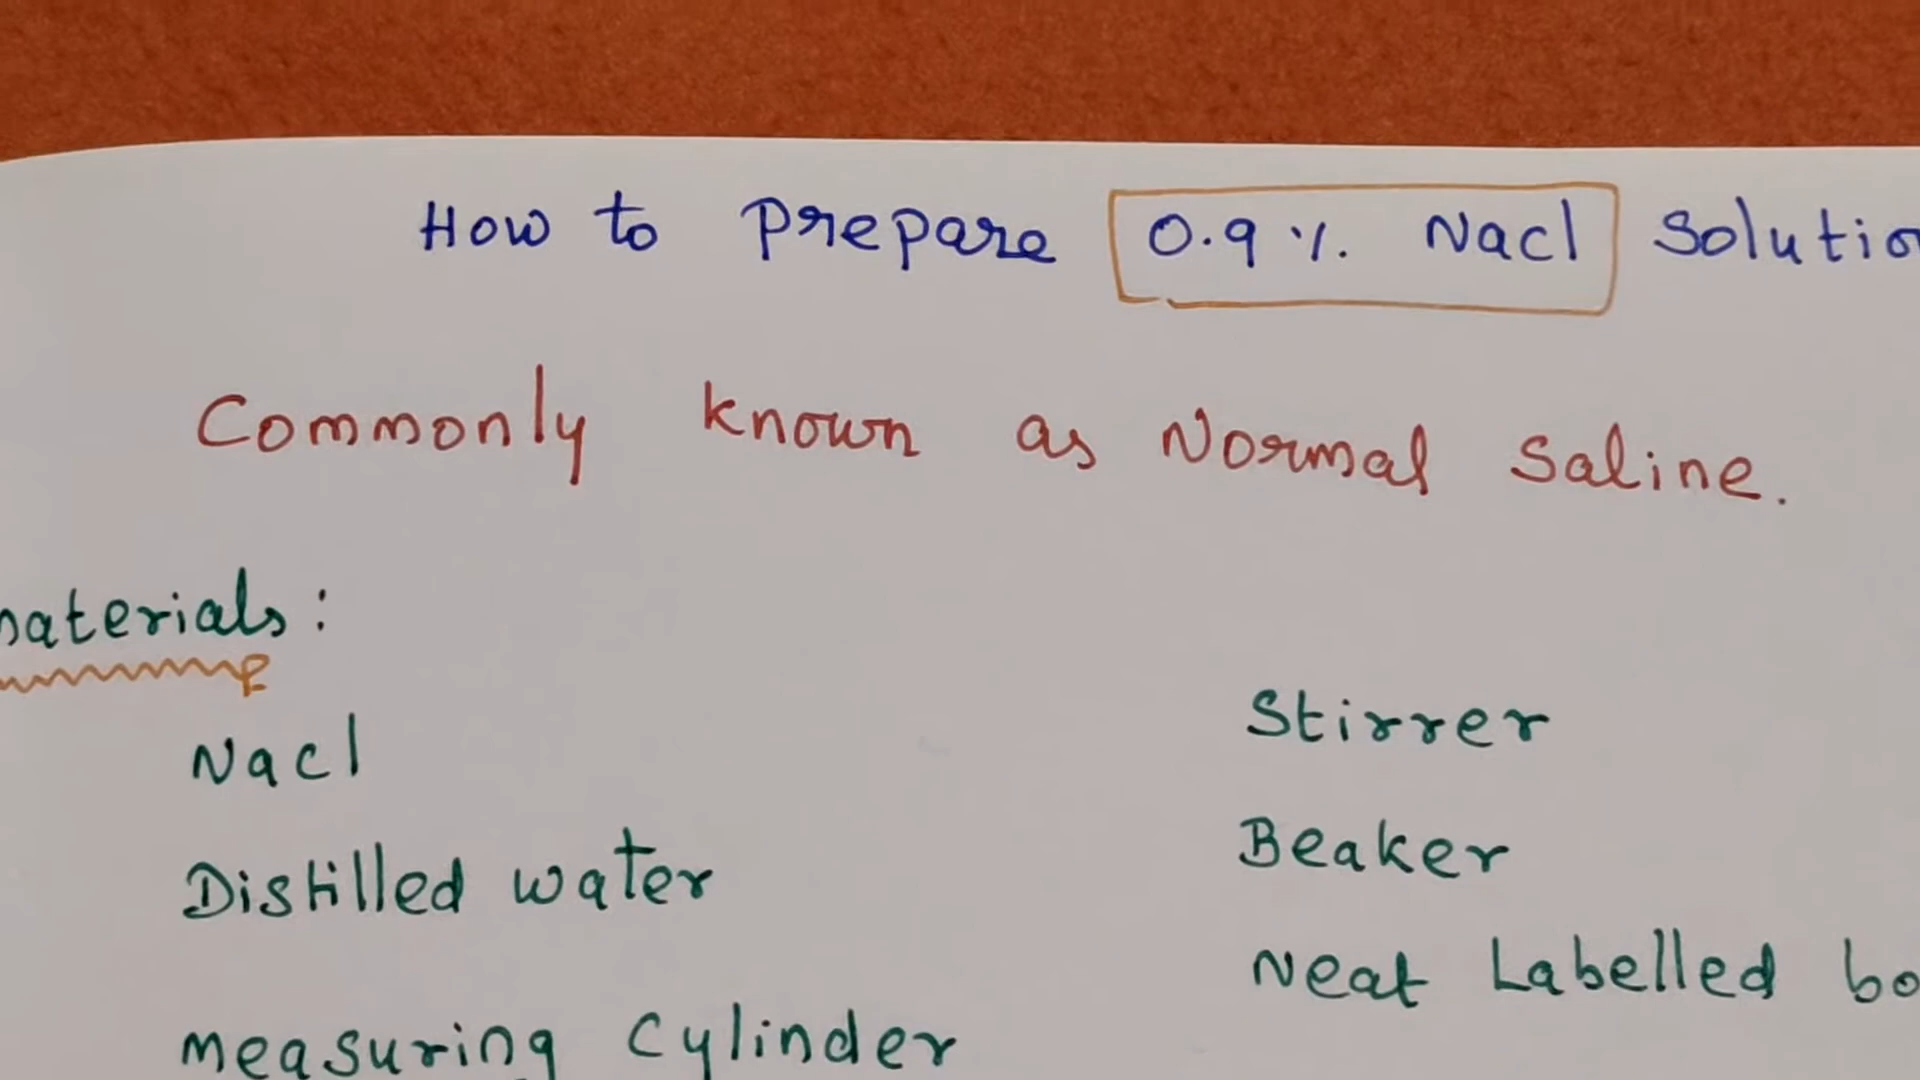 How to prepare 0.9% Nacl Solutio
Commonly known as Normal Saline.
materials:
Nacl
Distilled water
measuring Cylinder
Stirrer
Beaker
Neat Labelled bo